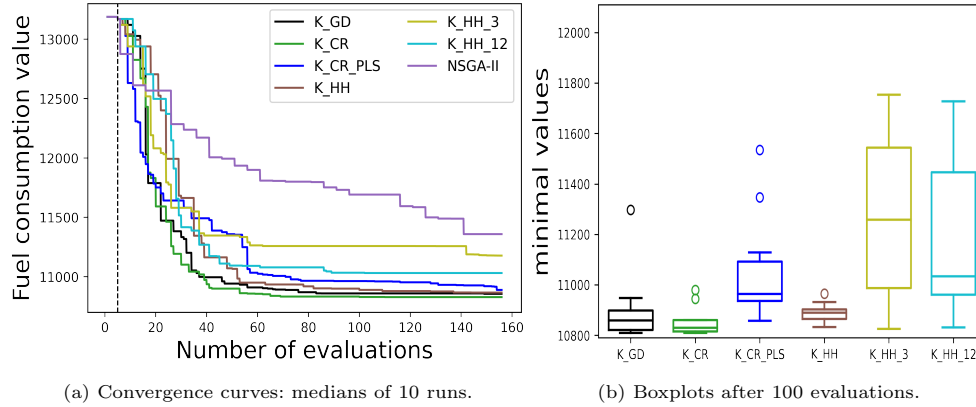 Fuel consumption value
13000
12500
12000
11500
11000
0 20 40 60 80 100 120 140 160
Number of evaluations
K_GD
K_CR
K_CR_PLS
K_HH
K_HH_3
K_HH_12
NSGA-II
(a) Convergence curves: medians of 10 runs.
minimal values
12000
11800
11600
11400
11200
11000
10800
K_GD K_CR K_CR_PLS K_HH K_HH_3 K_HH_12
(b) Boxplots after 100 evaluations.